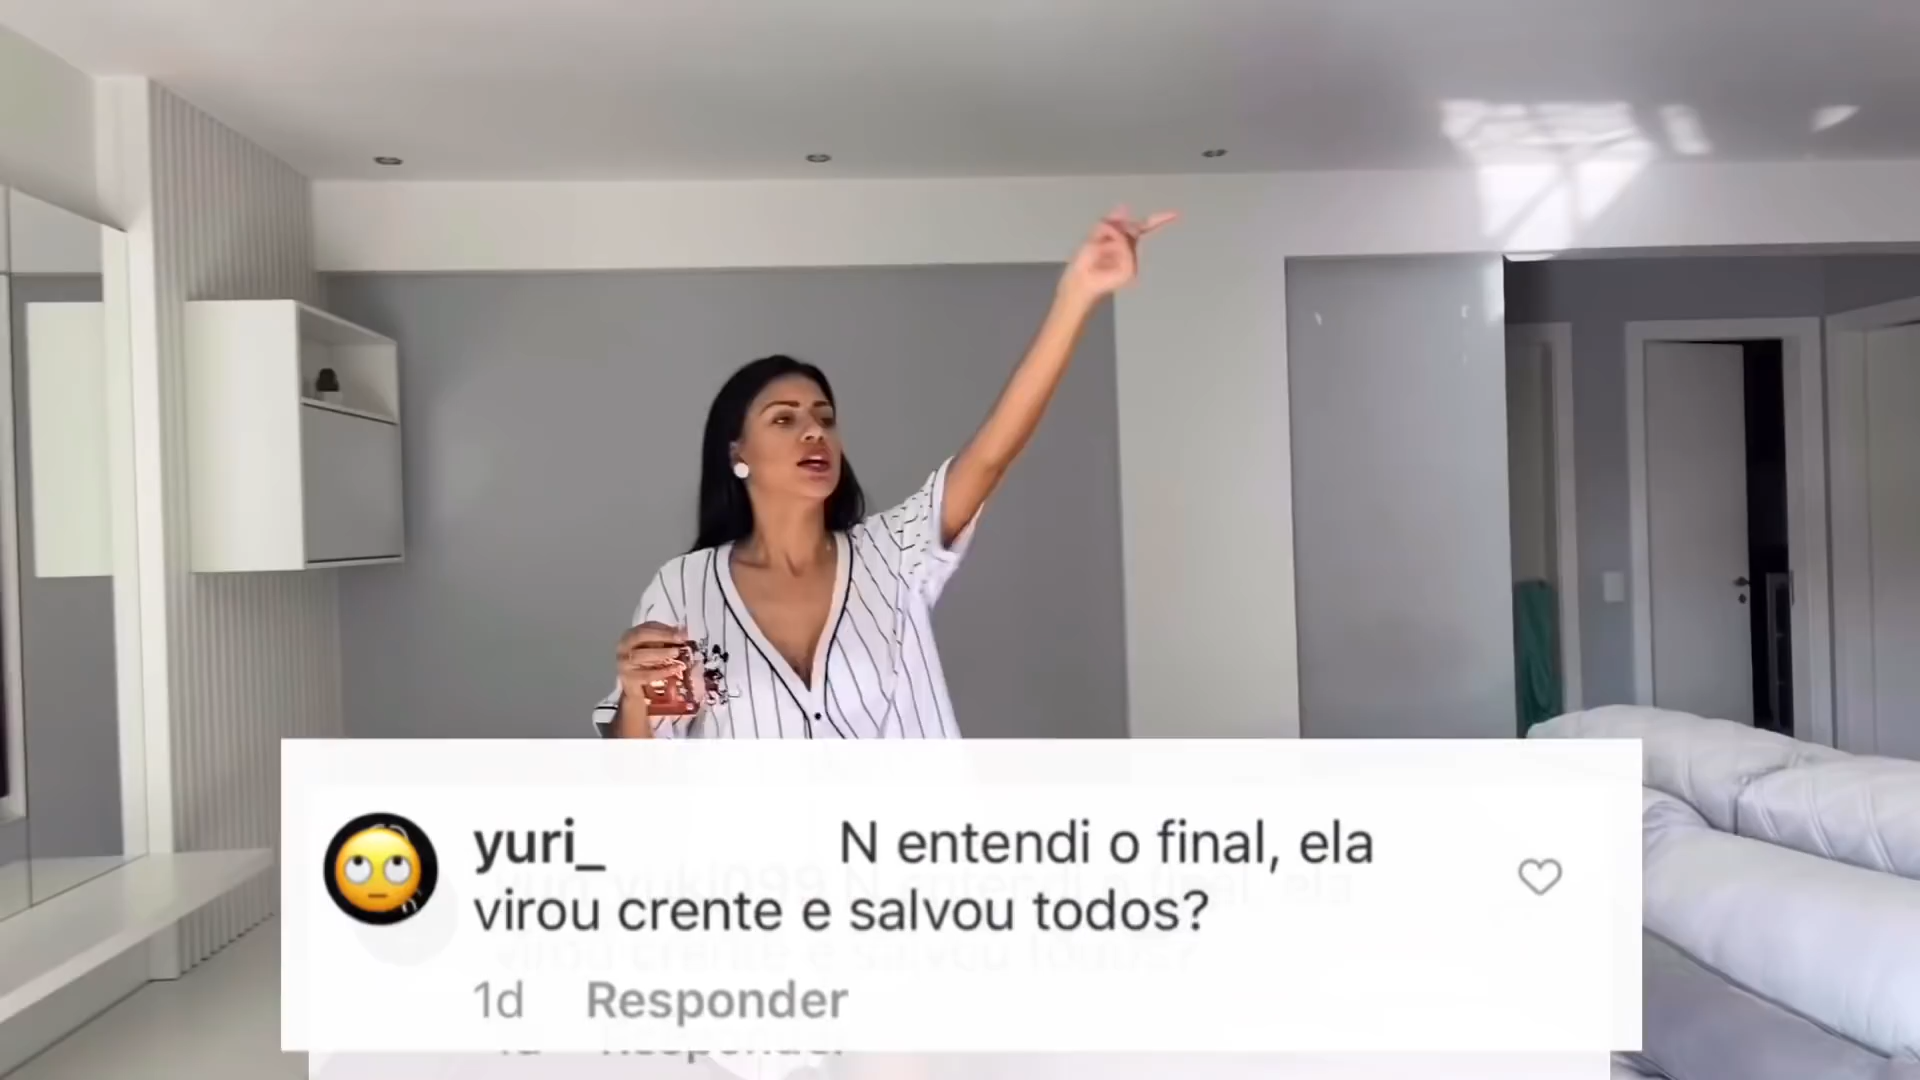 yuri_ N entendi o final, ela
virou crente e salvou todos?
1d Responder